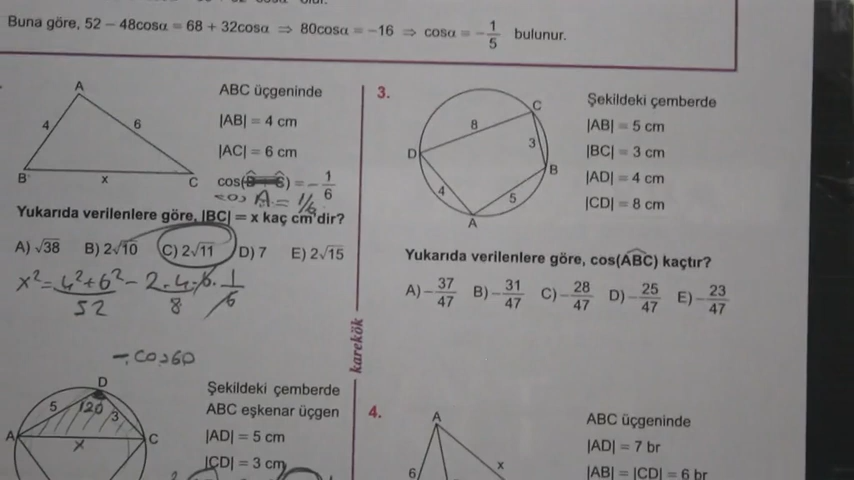 Buna göre, 52 − 48cosα = 68 + 32cosα ⇒ 80cosα = −16 ⇒ cosα = −1/5 bulunur.
A
4
6
B
x
C
ABC üçgeninde
|AB| = 4 cm
|AC| = 6 cm
cos(B+C) = −1/6
cos A = 1/6
Yukarıda verilenlere göre, |BC| = x kaç cm'dir?
A) √38 B) 2√10 C) 2√11 D) 7 E) 2√15
x² = 4² + 6² − 2.4.6.1/6
52
8
-cos60
D
5
120
3
A
x
C
Şekildeki çemberde
ABC eşkenar üçgen
|AD| = 5 cm
|CD| = 3 cm
karekök
3.
C
8
D
3
B
4
5
A
Şekildeki çemberde
|AB| = 5 cm
|BC| = 3 cm
|AD| = 4 cm
|CD| = 8 cm
Yukarıda verilenlere göre, cos(ABC) kaçtır?
A) −37/47 B) −31/47 C) −28/47 D) −25/47 E) −23/47
4.
A
6
x
ABC üçgeninde
|AD| = 7 br
|AB| = |CD| = 6 br